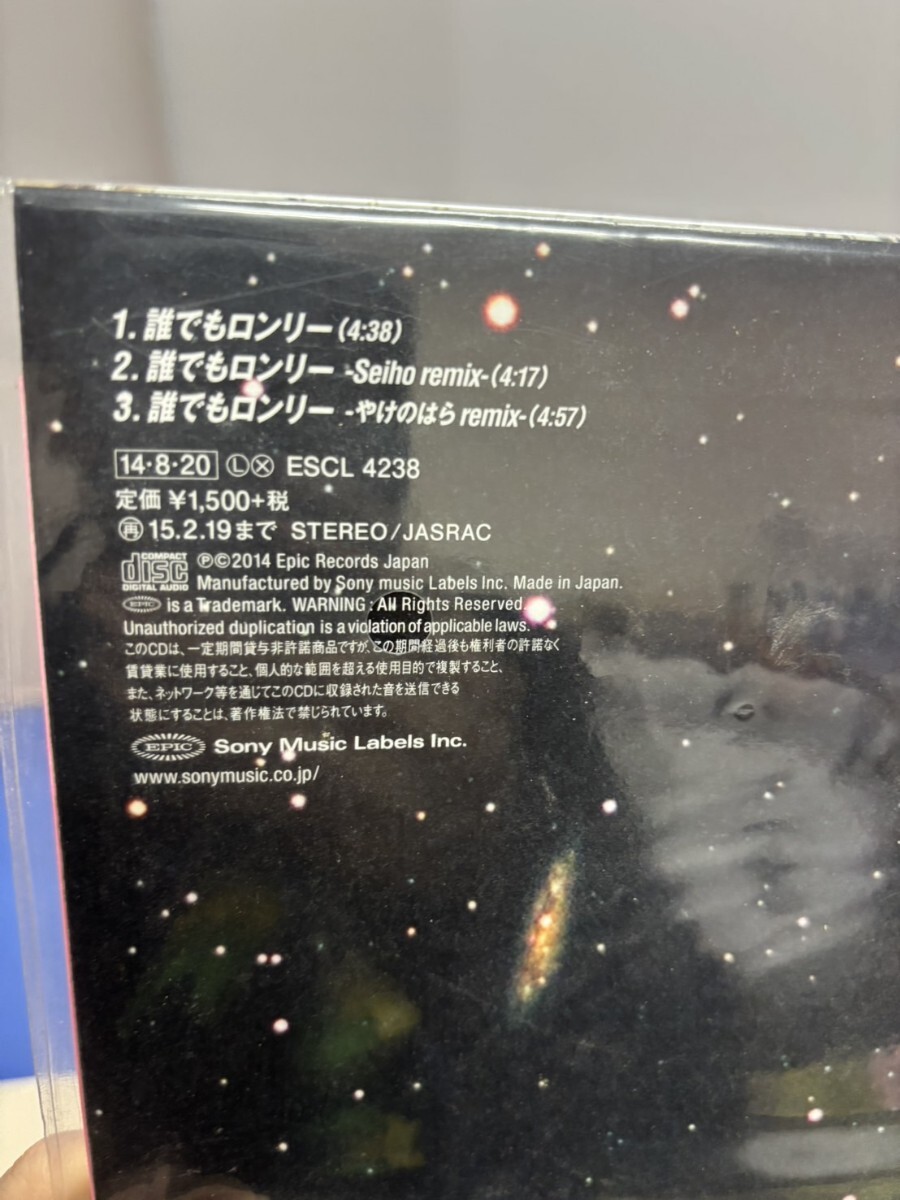 1. 誰でもロンリー (4:38)
2. 誰でもロンリー -Seiho remix- (4:17)
3. 誰でもロンリー -やけのはら remix- (4:57)
14・8・20 Ⓛ ⓧ ESCL 4238
定価 ¥1,500+税
㊢ 15.2.19まで STEREO/JASRAC
COMPACT disc DIGITAL AUDIO
Ⓟ©2014 Epic Records Japan
Manufactured by Sony music Labels Inc. Made in Japan.
EPIC is a Trademark. WARNING : All Rights Reserved.
Unauthorized duplication is a violation of applicable laws.
このCDは、一定期間貸与非許諾商品ですが、この期間経過後も権利者の許諾なく
賃貸業に使用すること、個人的な範囲を超える使用目的で複製すること、
また、ネットワーク等を通じてこのCDに収録された音を送信できる
状態にすることは、著作権法で禁じられています。
EPIC Sony Music Labels Inc.
www.sonymusic.co.jp/